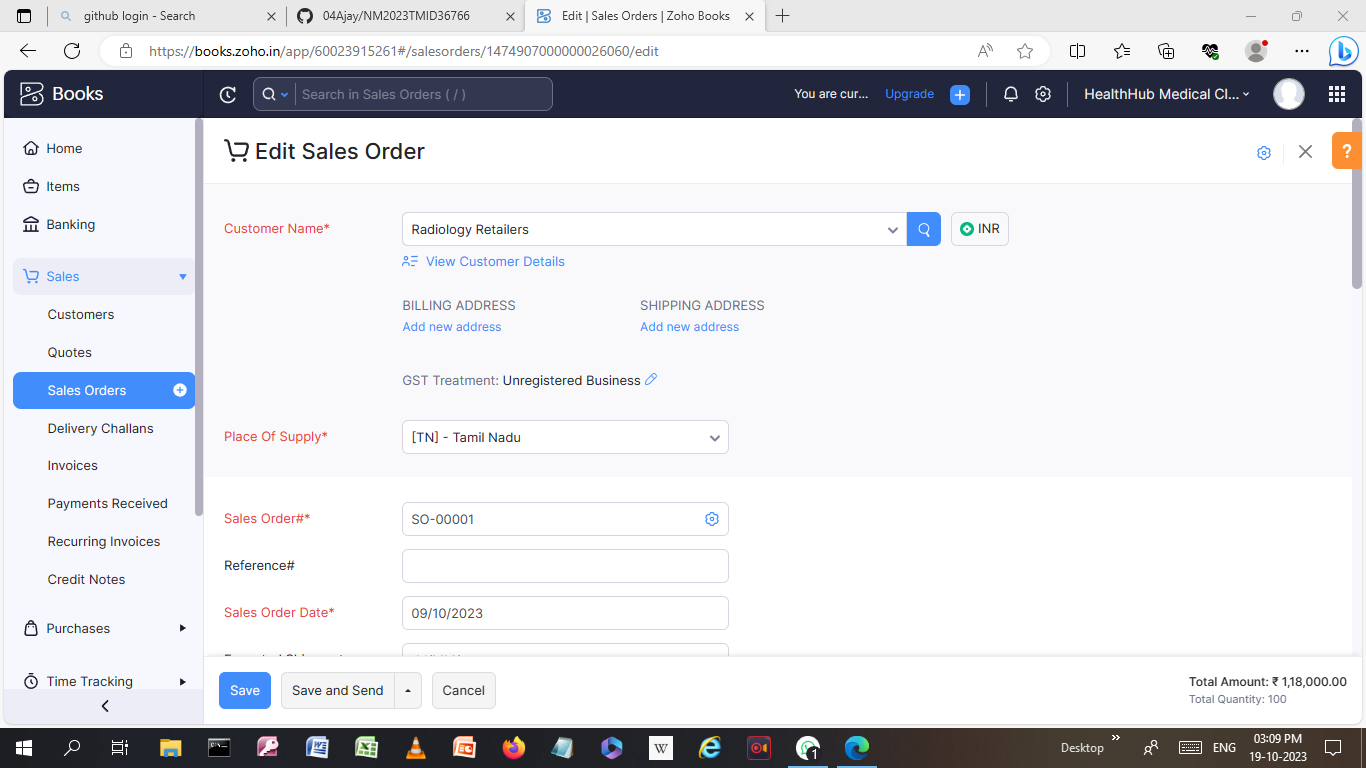 github login - Search
04Ajay/NM2023TMID36766
Edit | Sales Orders | Zoho Books
https://books.zoho.in/app/60023915261#/salesorders/1474907000000026060/edit
Books
Search in Sales Orders ( / )
You are cur...
Upgrade
HealthHub Medical Cl...
Home
Items
Banking
Sales
Customers
Quotes
Sales Orders
Delivery Challans
Invoices
Payments Received
Recurring Invoices
Credit Notes
Purchases
Time Tracking
Edit Sales Order
?
Customer Name*
Radiology Retailers
INR
View Customer Details
BILLING ADDRESS
Add new address
SHIPPING ADDRESS
Add new address
GST Treatment: Unregistered Business
Place Of Supply*
[TN] - Tamil Nadu
Sales Order#*
SO-00001
Reference#
Sales Order Date*
09/10/2023
Save
Save and Send
Cancel
Total Amount: ₹ 1,18,000.00
Total Quantity: 100
Desktop
ENG
03:09 PM
19-10-2023